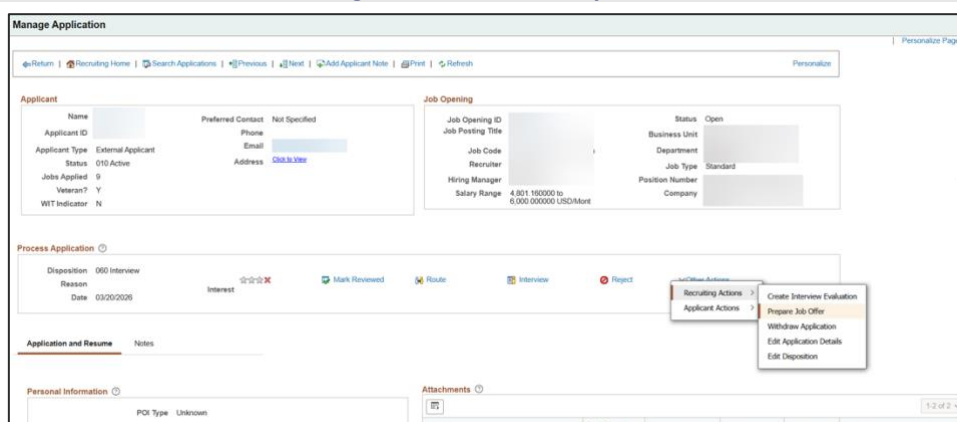 Manage Application
Personalize Page
Return | Recruiting Home | Search Applications | Previous | Next | Add Applicant Note | Print | Refresh
Personalize
Applicant
Name
Applicant ID
Applicant Type External Applicant
Status 010 Active
Jobs Applied 9
Veteran? Y
WIT Indicator N
Preferred Contact Not Specified
Phone
Email
Address Click to View
Job Opening
Job Opening ID
Job Posting Title
Job Code
Recruiter
Hiring Manager
Salary Range 4,801.160000 to
6,000.000000 USD/Mont
Status Open
Business Unit
Department
Job Type Standard
Position Number
Company
Process Application
Disposition 060 Interview
Reason
Date 03/20/2026
Interest
Mark Reviewed
Route
Interview
Reject
Other Actions
Recruiting Actions
Applicant Actions
Create Interview Evaluation
Prepare Job Offer
Withdraw Application
Edit Application Details
Edit Disposition
Application and Resume Notes
Personal Information
POI Type Unknown
Attachments
1-2 of 2